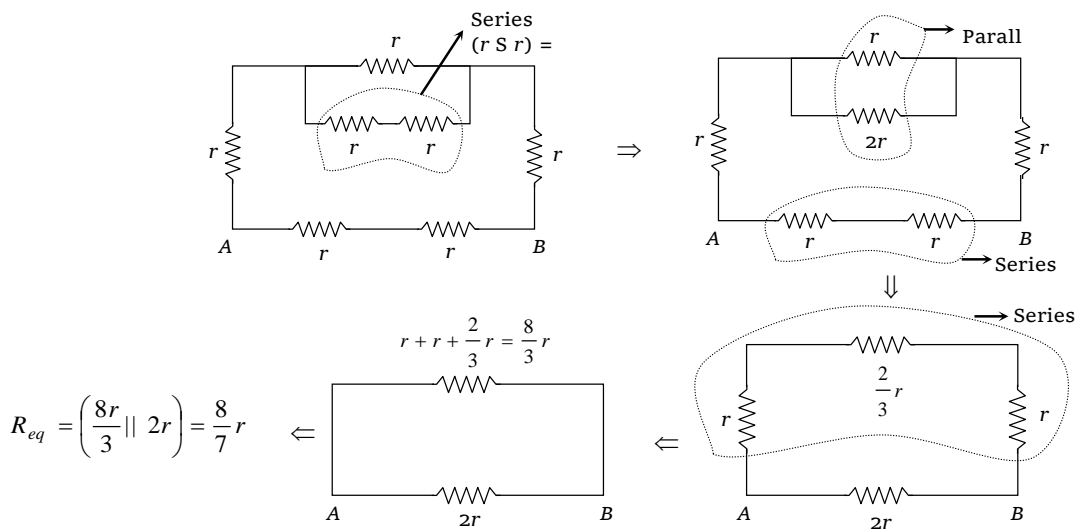 Series
(r S r) =
r
r r
r r
A r r B
⇒
r Parall
2r
r r
A r r B
Series
⇓
Series
2/3 r
r r
A 2r B
⇐
r + r + 2/3 r = 8/3 r
A 2r B
⇐
R_eq = (8r/3 || 2r) = 8/7 r